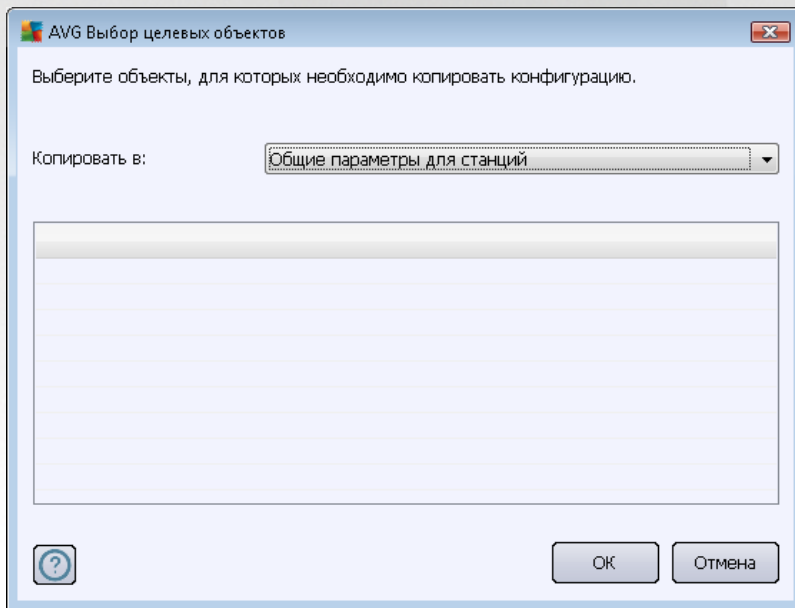 AVG Выбор целевых объектов
Выберите объекты, для которых необходимо копировать конфигурацию.
Копировать в: Общие параметры для станций
?
ОК Отмена